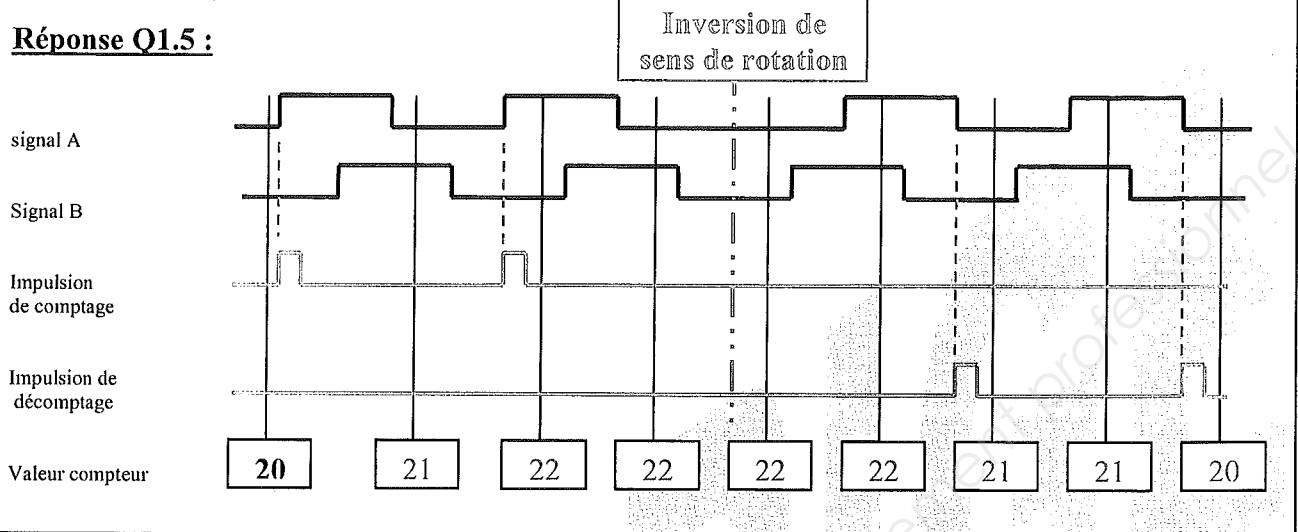 Réponse Q1.5 :
Inversion de
sens de rotation
signal A
Signal B
Impulsion
de comptage
Impulsion de
décomptage
Valeur compteur
20 21 22 22 22 22 21 21 20
professionnel